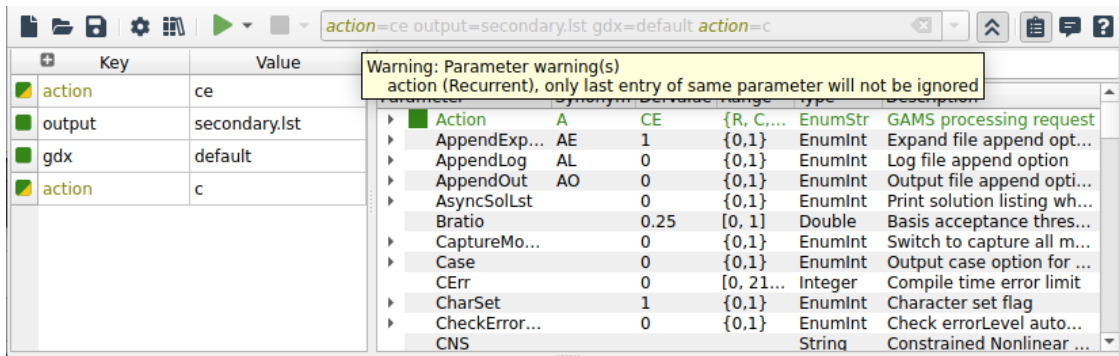 action=ce output=secondary.lst gdx=default action=c
Key Value
action ce
output secondary.lst
gdx default
action c
Warning: Parameter warning(s)
action (Recurrent), only last entry of same parameter will not be ignored
Action A CE {R, C,... EnumStr GAMS processing request
AppendExp... AE 1 {0,1} EnumInt Expand file append opt...
AppendLog AL 0 {0,1} EnumInt Log file append option
AppendOut AO 0 {0,1} EnumInt Output file append opti...
AsyncSolLst 0 {0,1} EnumInt Print solution listing wh...
Bratio 0.25 [0, 1] Double Basis acceptance thres...
CaptureMo... 0 {0,1} EnumInt Switch to capture all m...
Case 0 {0,1} EnumInt Output case option for ...
CErr 0 [0, 21... Integer Compile time error limit
CharSet 1 {0,1} EnumInt Character set flag
CheckError... 0 {0,1} EnumInt Check errorLevel auto...
CNS String Constrained Nonlinear ...